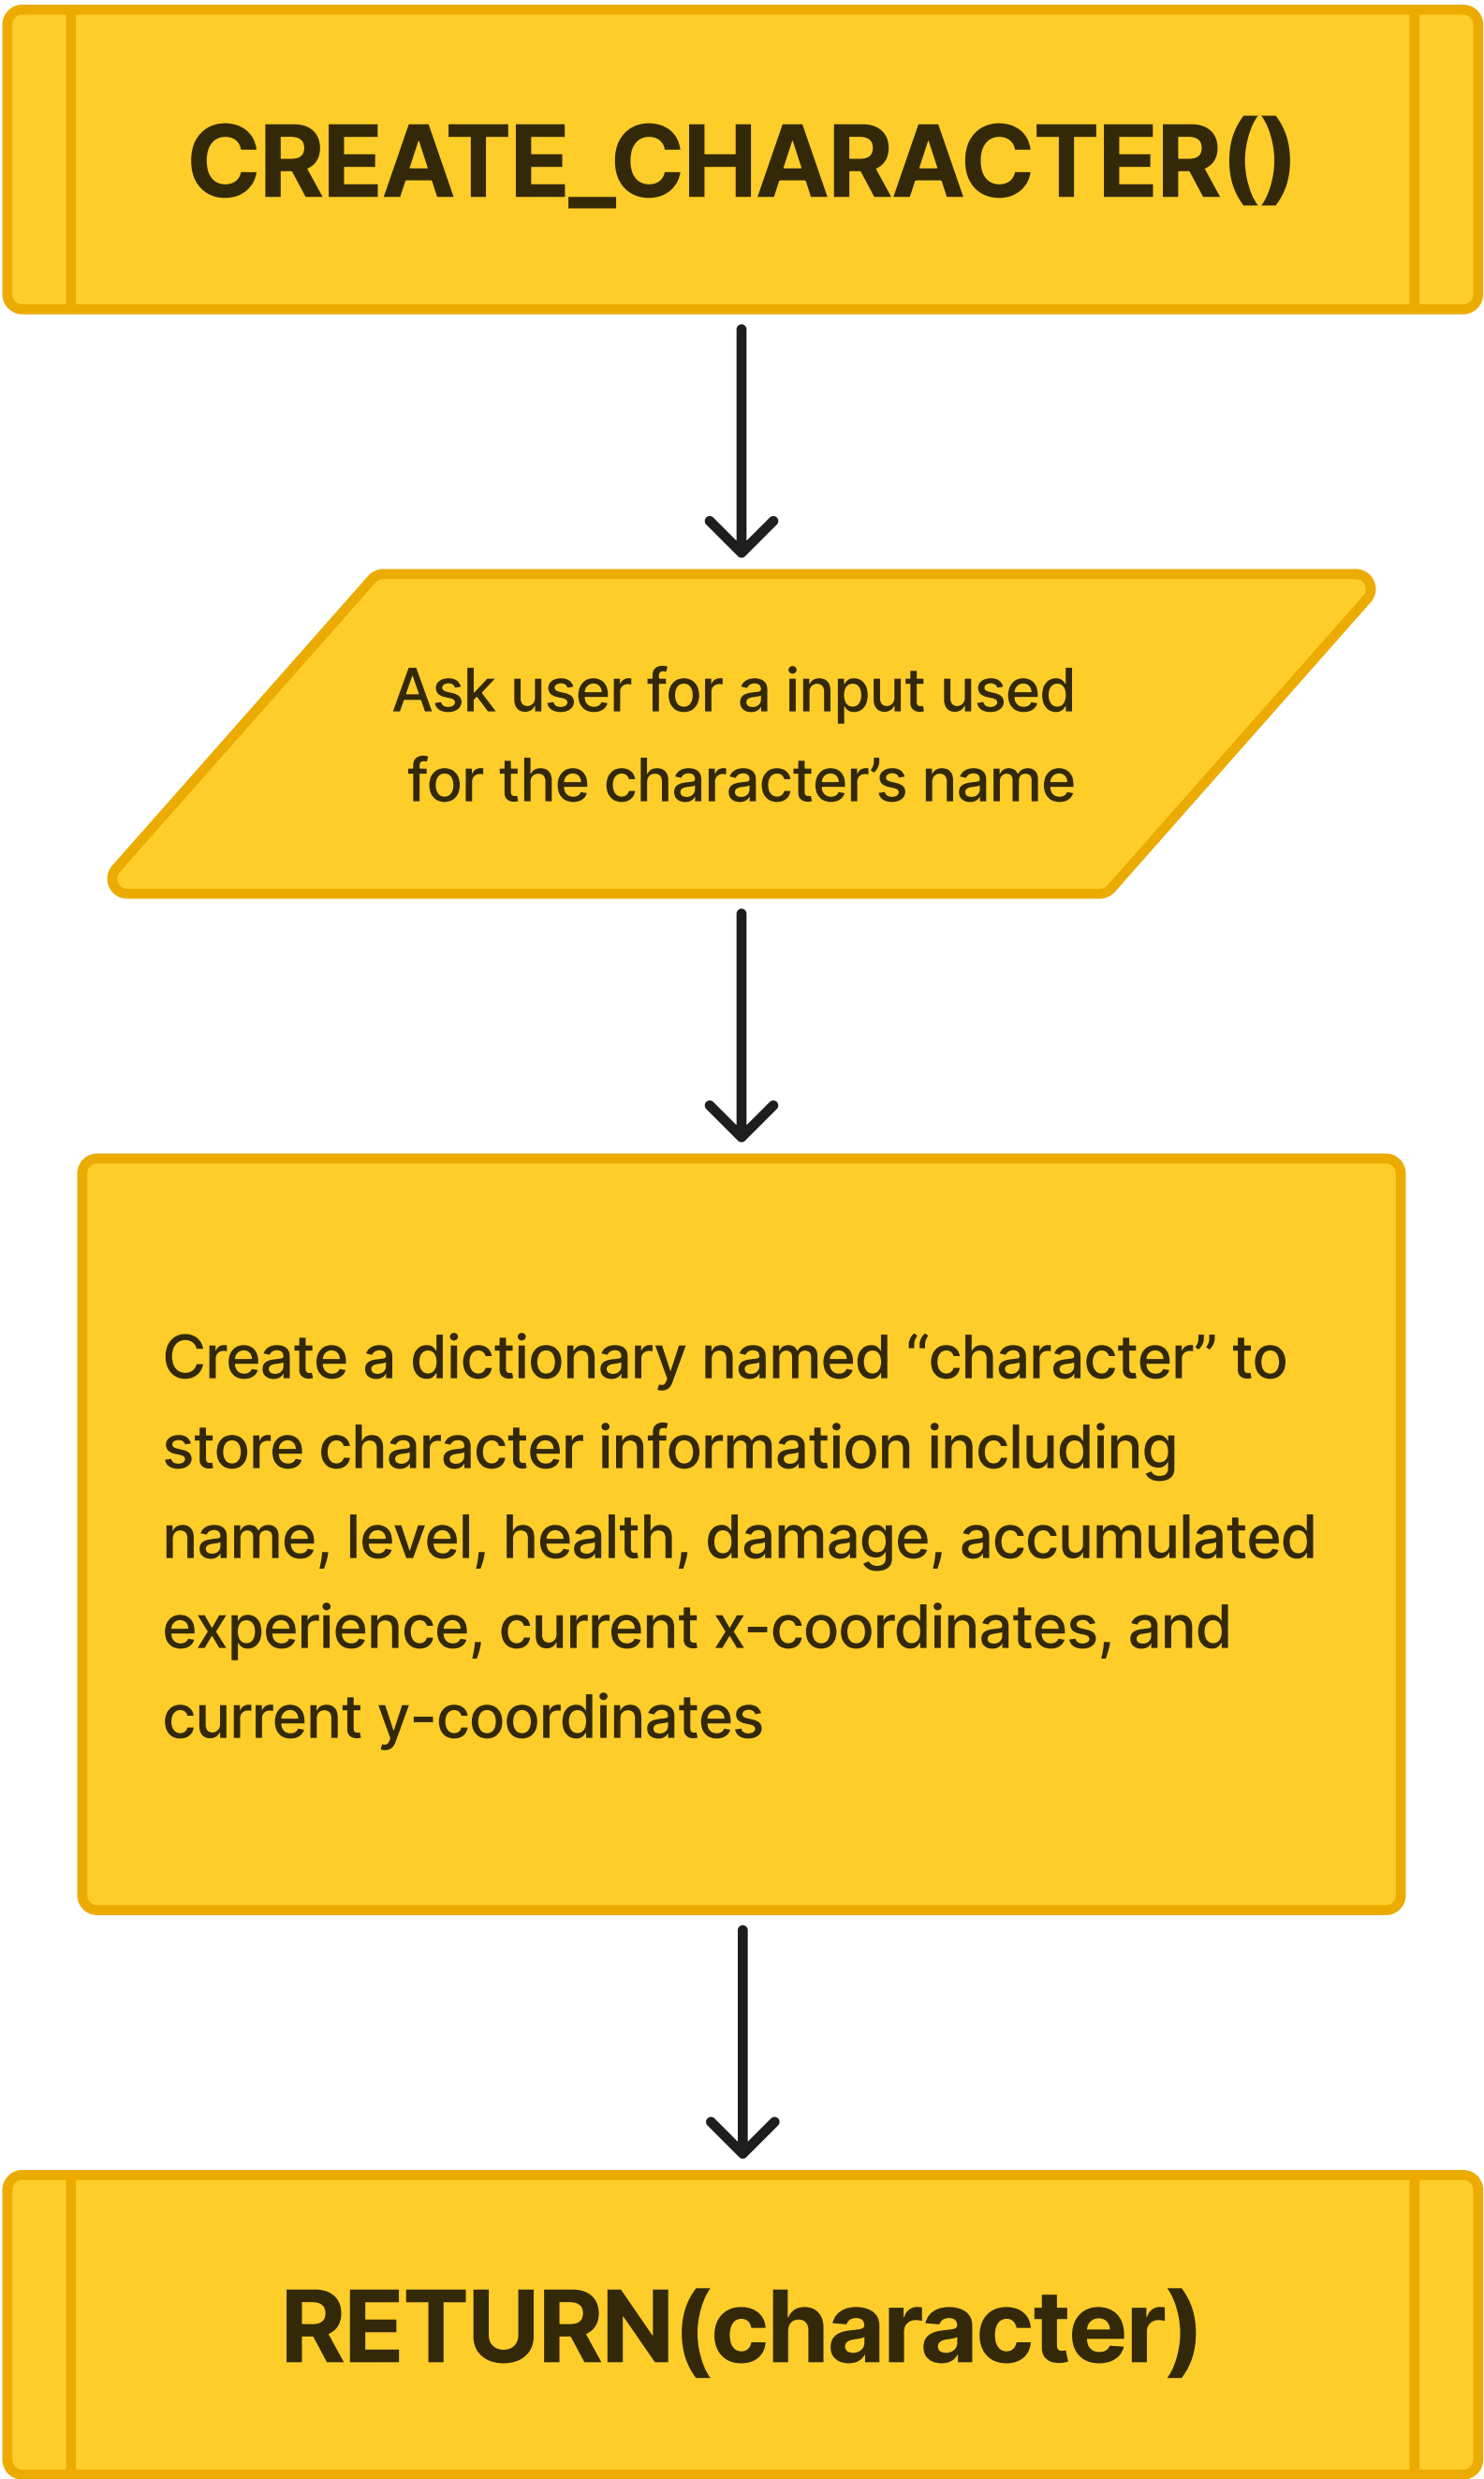 CREATE_CHARACTER()
Ask user for a input used
for the character’s name
Create a dictionary named “character” to
store character information including
name, level, health, damage, accumulated
experience, current x-coordinates, and
current y-coordinates
RETURN(character)